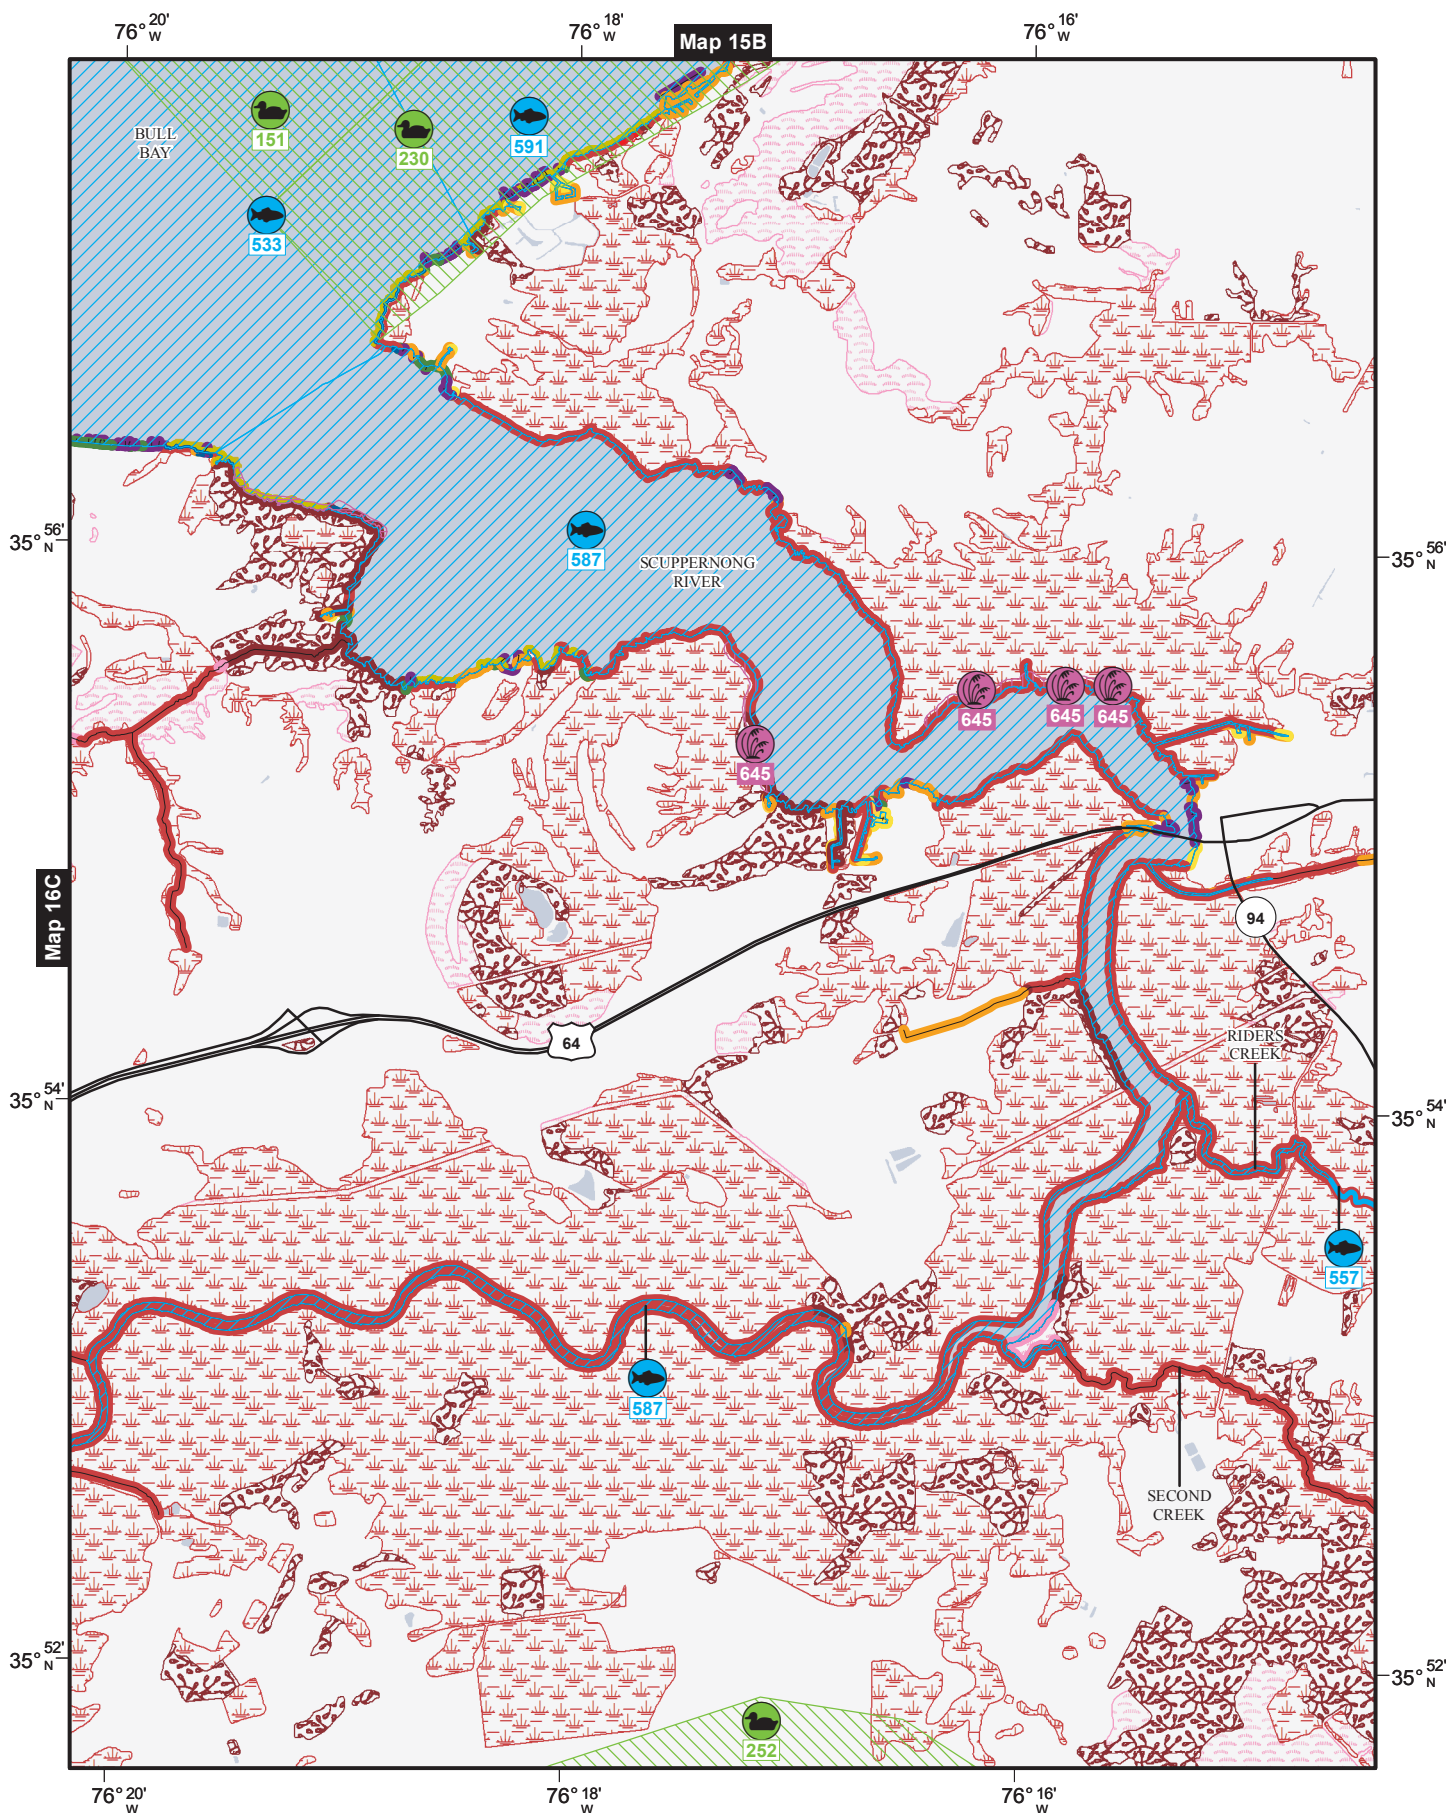 76° 20' W
76° 18' W
76° 16' W
Map 15B
BULL
BAY
151
230
591
533
35° 56' N
35° 56' N
587
SCUPPERNONG
RIVER
645
645
645
645
Map 16C
94
64
RIDERS
CREEK
35° 54' N
35° 54' N
557
587
SECOND
CREEK
35° 52' N
35° 52' N
252
76° 20' W
76° 18' W
76° 16' W